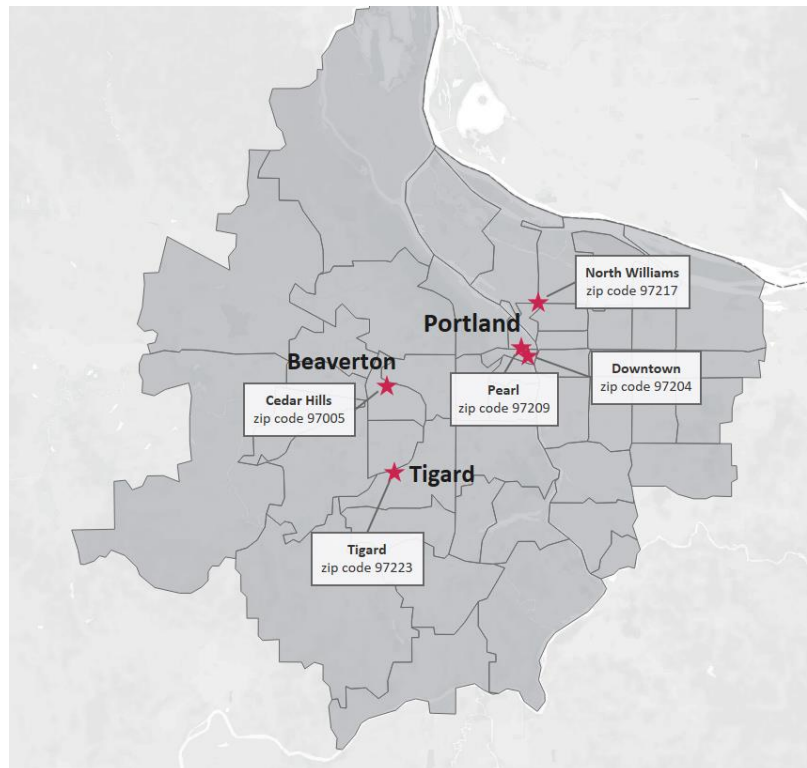 North Williams
zip code 97217
Portland
Beaverton
Downtown
zip code 97204
Pearl
zip code 97209
Cedar Hills
zip code 97005
Tigard
Tigard
zip code 97223